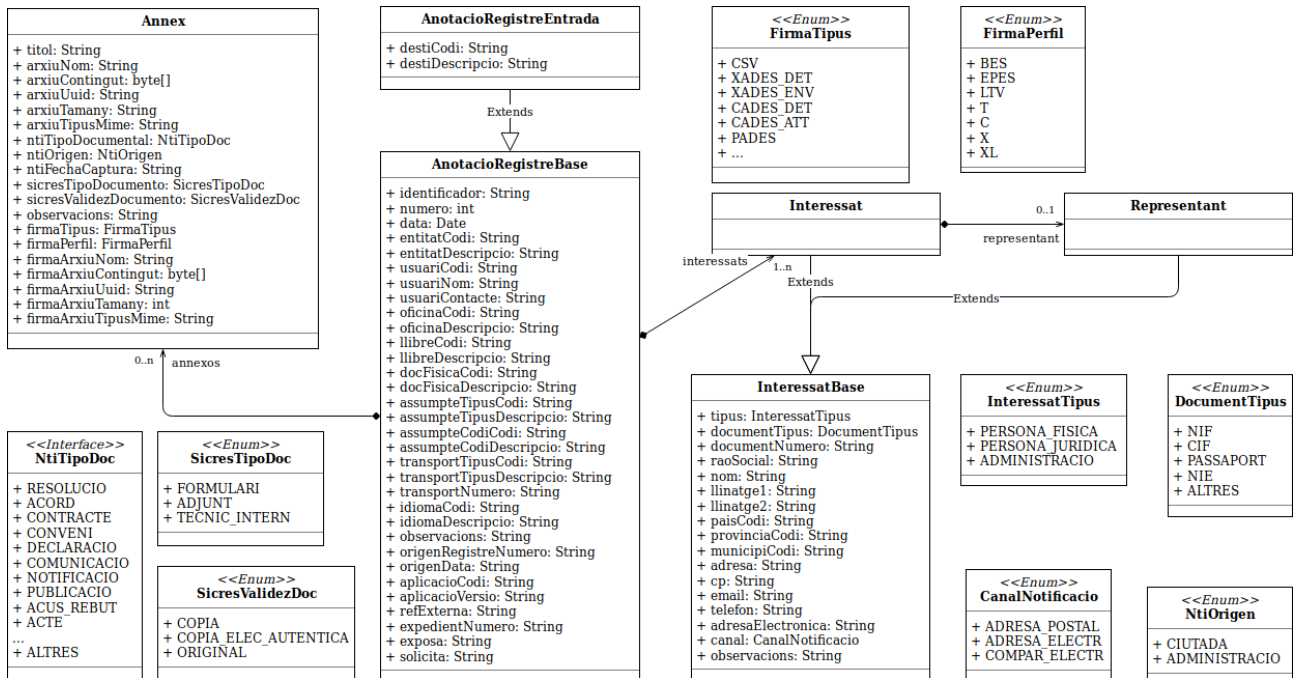 Annex
+ titol: String
+ arxiuNom: String
+ arxiuContingut: byte[]
+ arxiuUuid: String
+ arxiuTamany: String
+ arxiuTipusMime: String
+ ntiTipoDocumental: NtiTipoDoc
+ ntiOrigen: NtiOrigen
+ ntiFechaCaptura: String
+ sicresTipoDocumento: SicresTipoDoc
+ sicresValidezDocumento: SicresValidezDoc
+ observacions: String
+ firmaTipus: FirmaTipus
+ firmaPerfil: FirmaPerfil
+ firmaArxiuNom: String
+ firmaArxiuContingut: byte[]
+ firmaArxiuUuid: String
+ firmaArxiuTamany: int
+ firmaArxiuTipusMime: String
0..n
annexos
AnotacioRegistreEntrada
+ destiCodi: String
+ destiDescripcio: String
Extends
AnotacioRegistreBase
+ identificador: String
+ numero: int
+ data: Date
+ entitatCodi: String
+ entitatDescripcio: String
+ usuariCodi: String
+ usuariNom: String
+ usuariContacte: String
+ oficinaCodi: String
+ oficinaDescripcio: String
+ llibreCodi: String
+ llibreDescripcio: String
+ docFisicaCodi: String
+ docFisicaDescripcio: String
+ assumpteTipusCodi: String
+ assumpteTipusDescripcio: String
+ assumpteCodiCodi: String
+ assumpteCodiDescripcio: String
+ transportTipusCodi: String
+ transportTipusDescripcio: String
+ transportNumero: String
+ idiomaCodi: String
+ idiomaDescripcio: String
+ observacions: String
+ origenRegistreNumero: String
+ origenData: String
+ aplicacioCodi: String
+ aplicacioVersio: String
+ refExterna: String
+ expedientNumero: String
+ exposa: String
+ solicita: String
<<Enum>>
FirmaTipus
+ CSV
+ XADES_DET
+ XADES_ENV
+ CADES_DET
+ CADES_ATT
+ PADES
+ ...
<<Enum>>
FirmaPerfil
+ BES
+ EPES
+ LTV
+ T
+ C
+ X
+ XL
Interessat
0..1
representant
Representant
interessats
1..n
Extends
Extends
InteressatBase
+ tipus: InteressatTipus
+ documentTipus: DocumentTipus
+ documentNumero: String
+ raoSocial: String
+ nom: String
+ llinatge1: String
+ llinatge2: String
+ paisCodi: String
+ provinciaCodi: String
+ municipiCodi: String
+ adresa: String
+ cp: String
+ email: String
+ telefon: String
+ adresaElectronica: String
+ canal: CanalNotificacio
+ observacions: String
<<Enum>>
InteressatTipus
+ PERSONA_FISICA
+ PERSONA_JURIDICA
+ ADMINISTRACIO
<<Enum>>
DocumentTipus
+ NIF
+ CIF
+ PASSAPORT
+ NIE
+ ALTRES
<<Interface>>
NtiTipoDoc
+ RESOLUCIO
+ ACORD
+ CONTRACTE
+ CONVENI
+ DECLARACIO
+ COMUNICACIO
+ NOTIFICACIO
+ PUBLICACIO
+ ACUS_REBUT
+ ACTE
...
+ ALTRES
<<Enum>>
SicresTipoDoc
+ FORMULARI
+ ADJUNT
+ TECNIC_INTERN
<<Enum>>
SicresValidezDoc
+ COPIA
+ COPIA_ELEC_AUTENTICA
+ ORIGINAL
<<Enum>>
CanalNotificacio
+ ADRESA_POSTAL
+ ADRESA_ELECTR
+ COMPAR_ELECTR
<<Enum>>
NtiOrigen
+ CIUTADA
+ ADMINISTRACIO